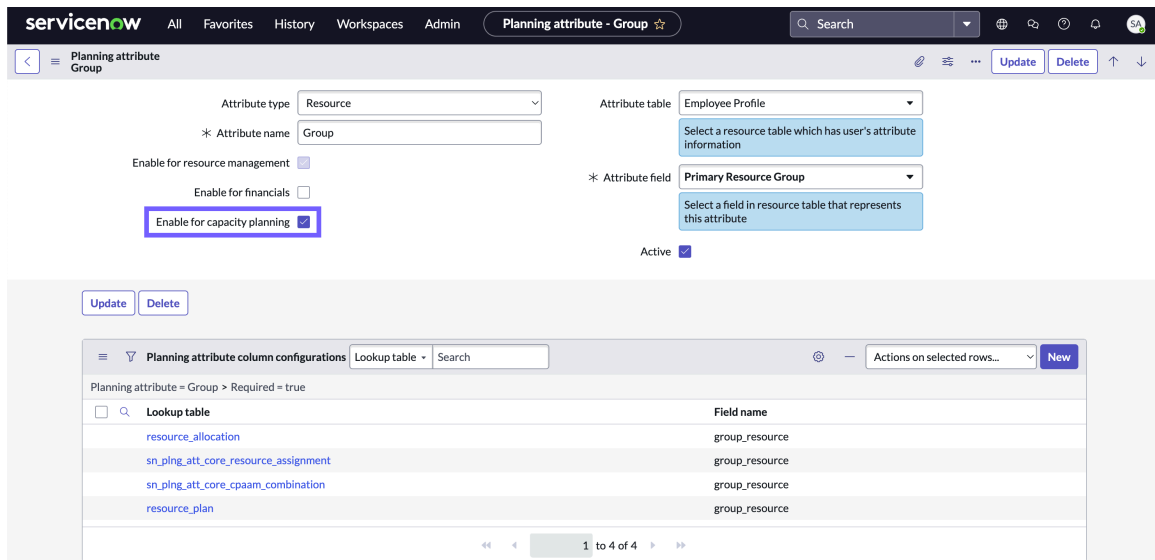 servicenow All Favorites History Workspaces Admin Planning attribute - Group Search SA
Planning attribute
Group
Update Delete
Attribute type Resource
Attribute name Group
Enable for resource management
Enable for financials
Enable for capacity planning
Attribute table Employee Profile
Select a resource table which has user's attribute
information
Attribute field Primary Resource Group
Select a field in resource table that represents
this attribute
Active
Update Delete
Planning attribute column configurations Lookup table Search Actions on selected rows... New
Planning attribute = Group > Required = true
Lookup table Field name
resource_allocation group_resource
sn_plng_att_core_resource_assignment group_resource
sn_plng_att_core_cpaam_combination group_resource
resource_plan group_resource
1 to 4 of 4